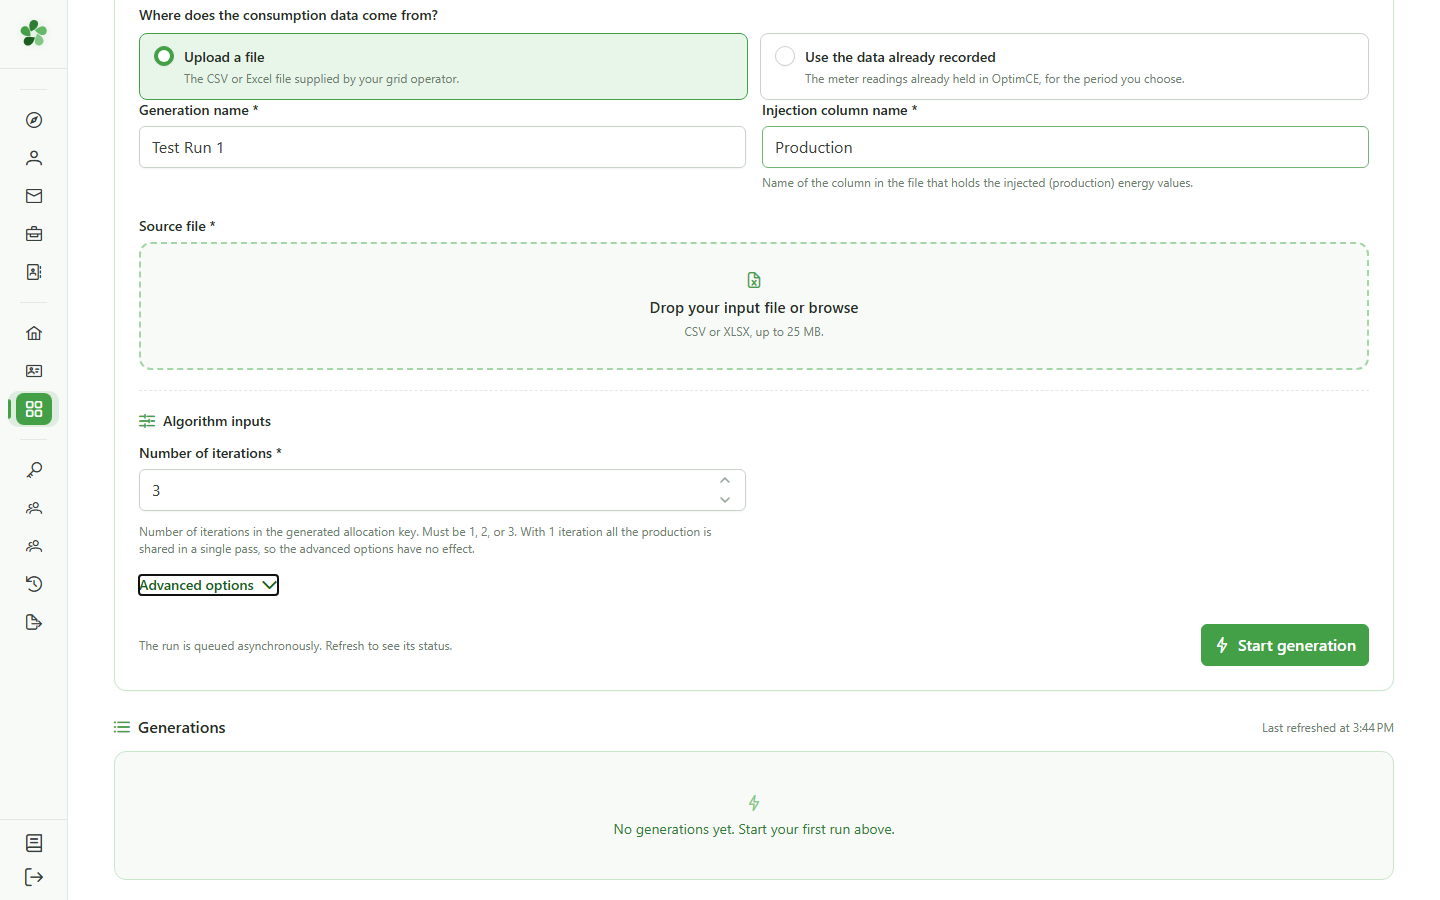 Where does the consumption data come from?
Upload a file
The CSV or Excel file supplied by your grid operator.
Use the data already recorded
The meter readings already held in OptimCE, for the period you choose.
Generation name *
Test Run 1
Injection column name *
Production
Name of the column in the file that holds the injected (production) energy values.
Source file *
Drop your input file or browse
CSV or XLSX, up to 25 MB.
Algorithm inputs
Number of iterations *
3
Number of iterations in the generated allocation key. Must be 1, 2, or 3. With 1 iteration all the production is
shared in a single pass, so the advanced options have no effect.
Advanced options
The run is queued asynchronously. Refresh to see its status.
Start generation
Generations
Last refreshed at 3:44 PM
No generations yet. Start your first run above.